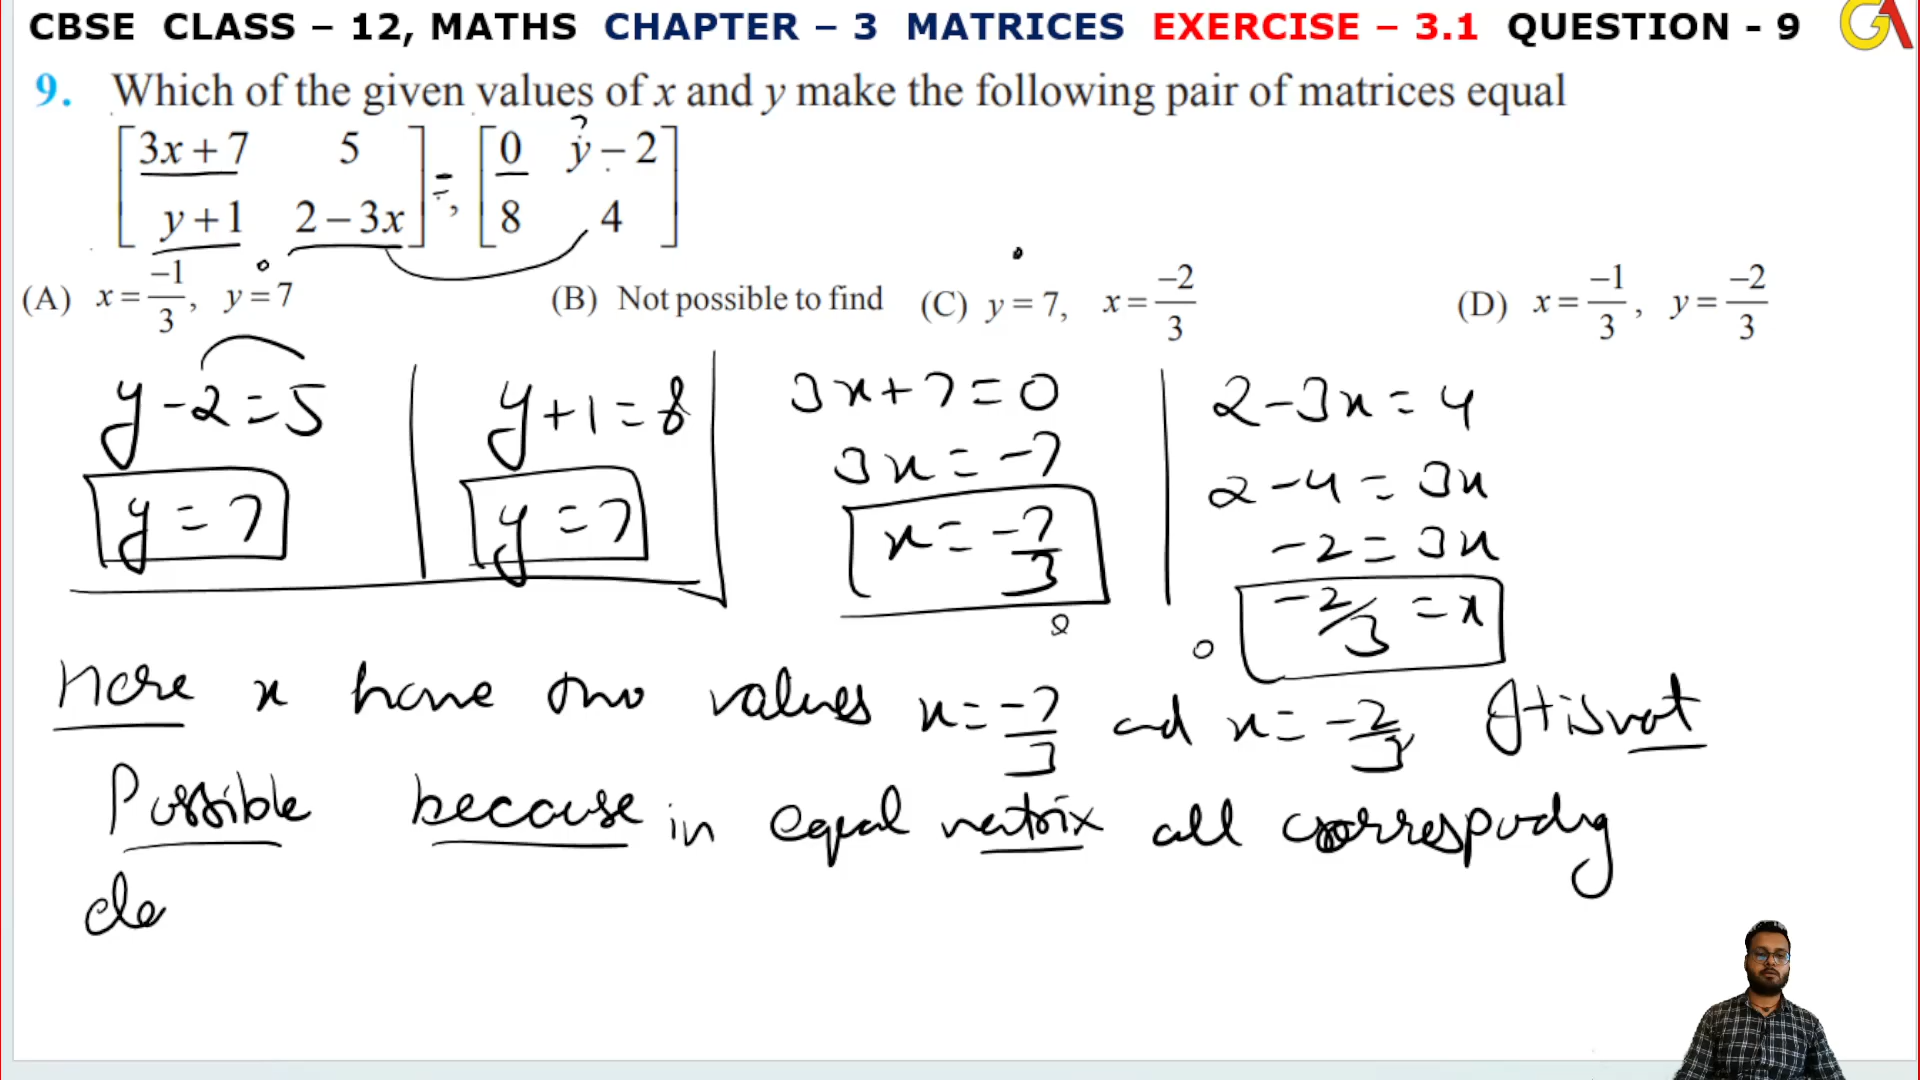 CBSE CLASS – 12, MATHS CHAPTER – 3 MATRICES EXERCISE – 3.1 QUESTION - 9 GA
9. Which of the given values of x and y make the following pair of matrices equal
[3x + 7 5] = [0 y – 2]
[y + 1 2 – 3x] , [8 4]
(A) x = –1/3, y = 7 (B) Not possible to find (C) y = 7, x = –2/3 (D) x = –1/3, y = –2/3
y - 2 = 5 y + 1 = 8 3x + 7 = 0 2 - 3x = 4
3x = -7 2 - 4 = 3x
y = 7 y = 7 x = -7/3 -2 = 3x
-2/3 = x
Here x have two values x = -7/3 and x = -2/3, It is not
Possible because in equal matrix all corresponding
ele